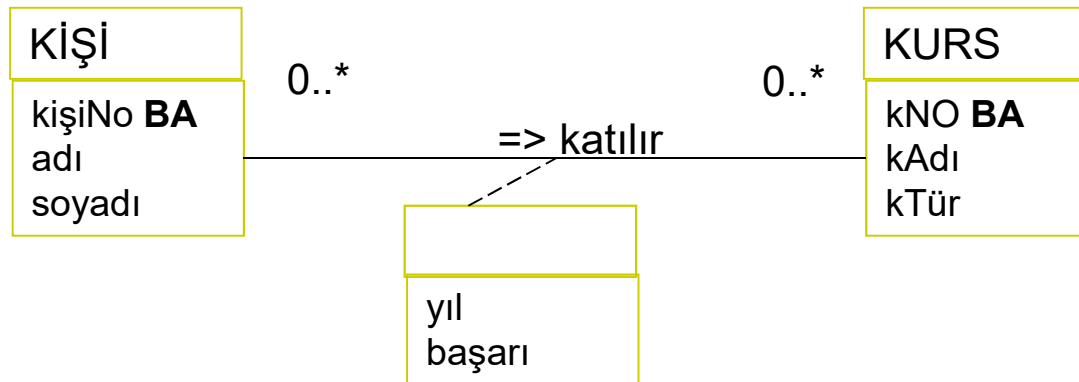 KİŞİ
kişiNo BA
adı
soyadı
0..*
=> katılır
0..*
KURS
kNO BA
kAdı
kTür
yıl
başarı